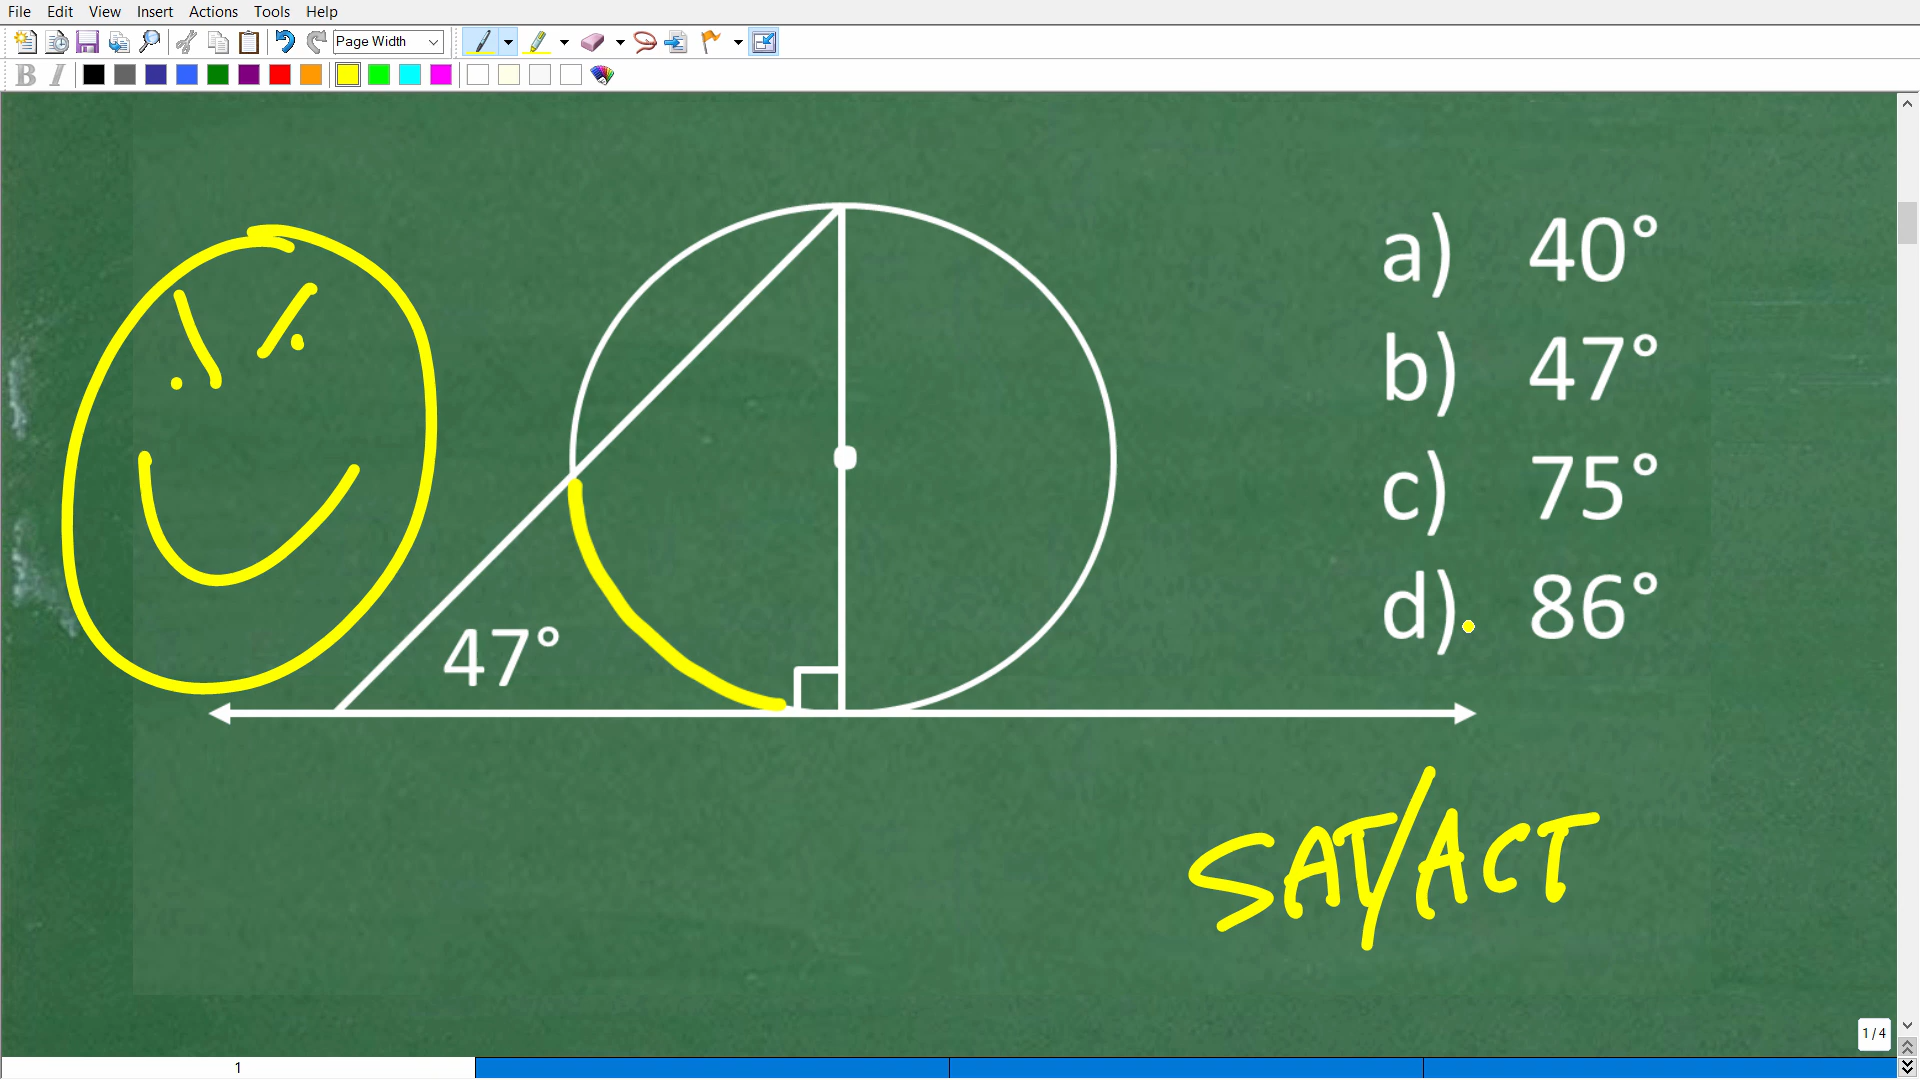 File Edit View Insert Actions Tools Help
Page Width
B I
a) 40°
b) 47°
c) 75°
d) 86°
47°
SAT/ACT
1 / 4
1